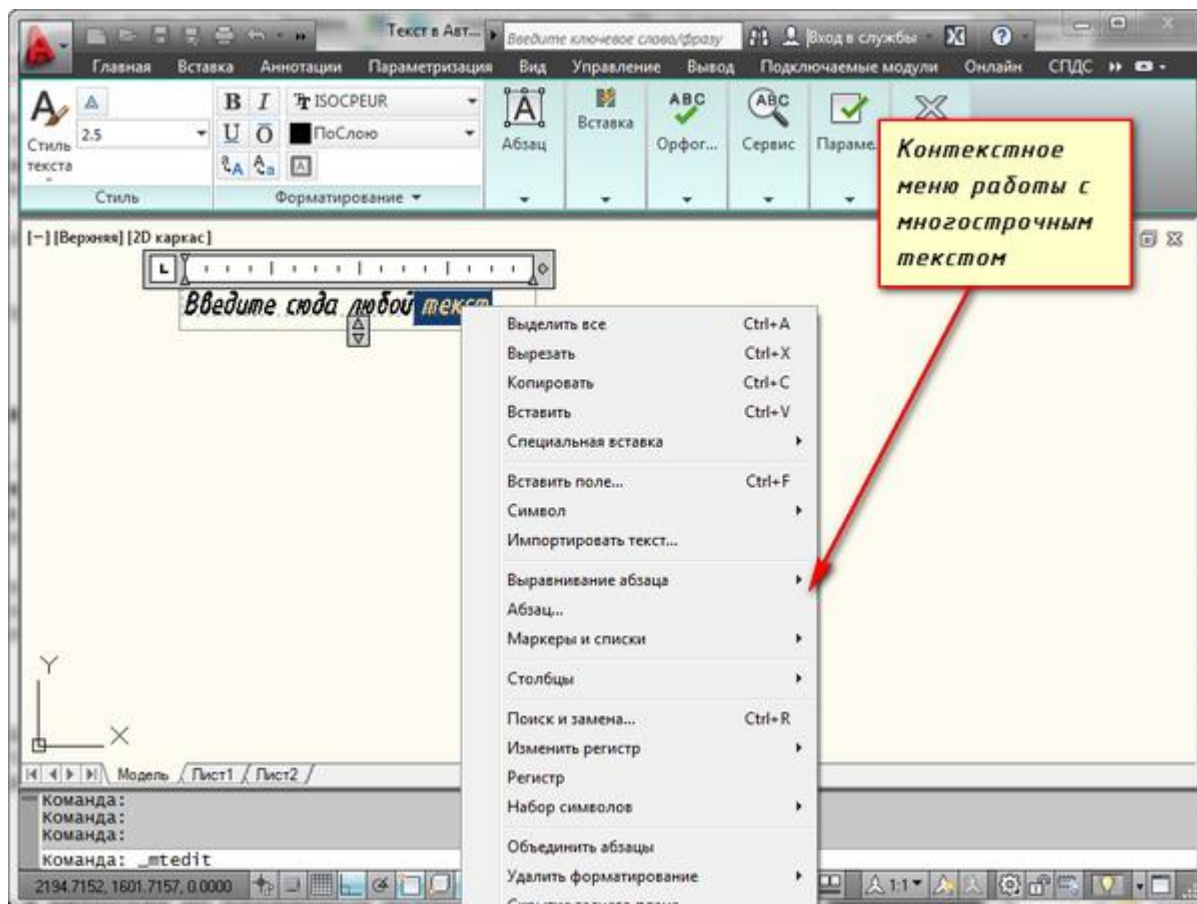 Текст в Авт...
Введите ключевое слово/фразу
Вход в службы
Главная Вставка Аннотации Параметризация Вид Управление Вывод Подключаемые модули Онлайн СПДС
A
B I ISOCPEUR
2.5
U O ПоСлою
Стиль
текста
Абзац
Вставка
ABC
Орфог...
ABC
Сервис
Параме
Стиль
Форматирование
Контекстное
меню работы с
многострочным
текстом
[−] [Верхняя] [2D каркас]
L
Введите сюда любой текст
Выделить все Ctrl+A
Вырезать Ctrl+X
Копировать Ctrl+C
Вставить Ctrl+V
Специальная вставка
Вставить поле... Ctrl+F
Символ
Импортировать текст...
Выравнивание абзаца
Абзац...
Маркеры и списки
Столбцы
Поиск и замена... Ctrl+R
Изменить регистр
Регистр
Набор символов
Объединить абзацы
Удалить форматирование
Y
X
Модель Лист1 Лист2
Команда:
Команда:
Команда:
Команда: _mtedit
2194.7152, 1601.7157, 0.0000
1:1